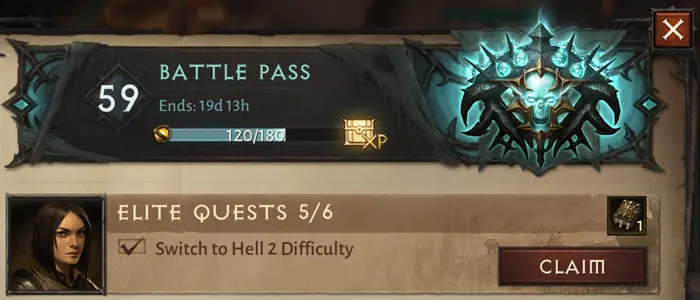 BATTLE PASS
59
Ends: 19d 13h
120/180
XP
ELITE QUESTS 5/6
1
Switch to Hell 2 Difficulty
CLAIM